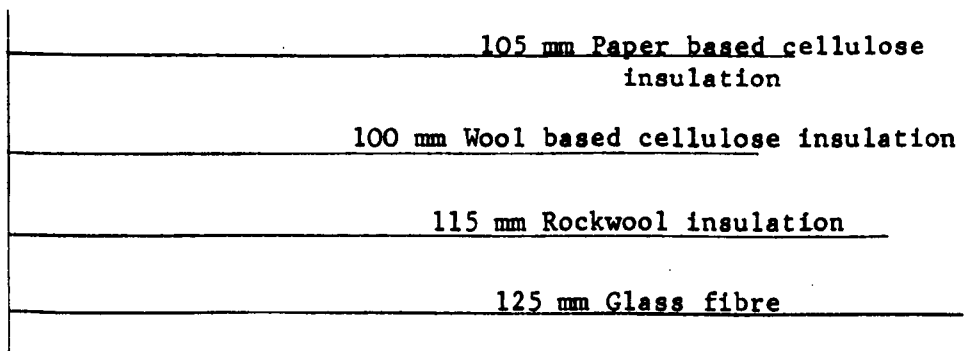 105 mm Paper based cellulose
insulation
100 mm Wool based cellulose insulation
115 mm Rockwool insulation
125 mm Glass fibre